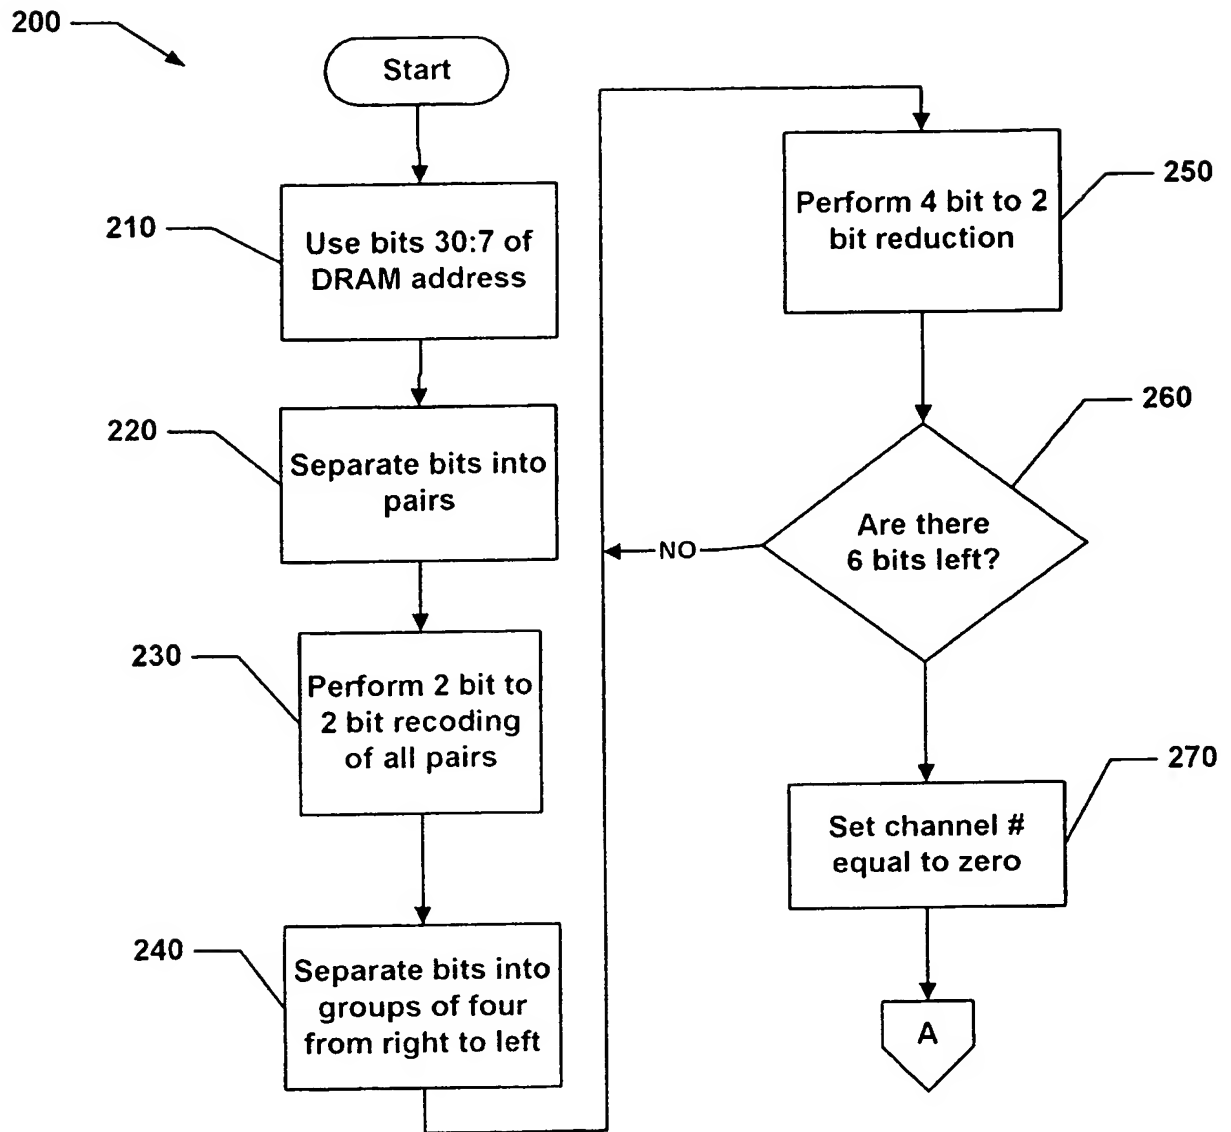 200
Start
210
Use bits 30:7 of
DRAM address
220
Separate bits into
pairs
230
Perform 2 bit to
2 bit recoding
of all pairs
240
Separate bits into
groups of four
from right to left
250
Perform 4 bit to 2
bit reduction
260
Are there
6 bits left?
NO
270
Set channel #
equal to zero
A